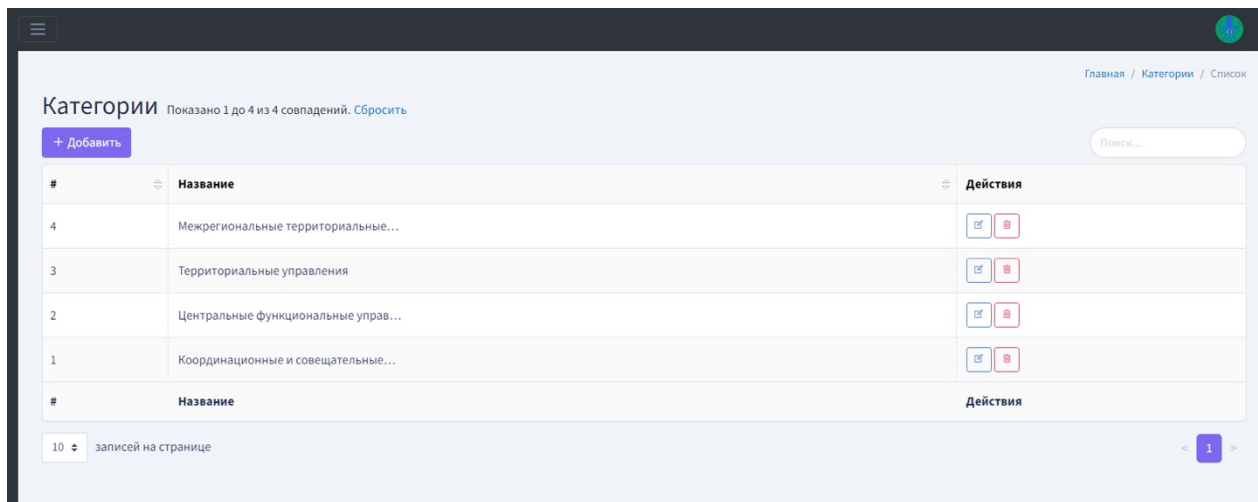 Главная / Категории / Список
Категории Показано 1 до 4 из 4 совпадений. Сбросить
+ Добавить
Поиск...
# Название Действия
4 Межрегиональные территориальные...
3 Территориальные управления
2 Центральные функциональные управ...
1 Координационные и совещательные...
# Название Действия
10 записей на странице
< 1 >